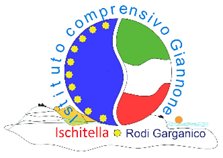 Istituto comprensivo Giannone
Ischitella Rodi Garganico